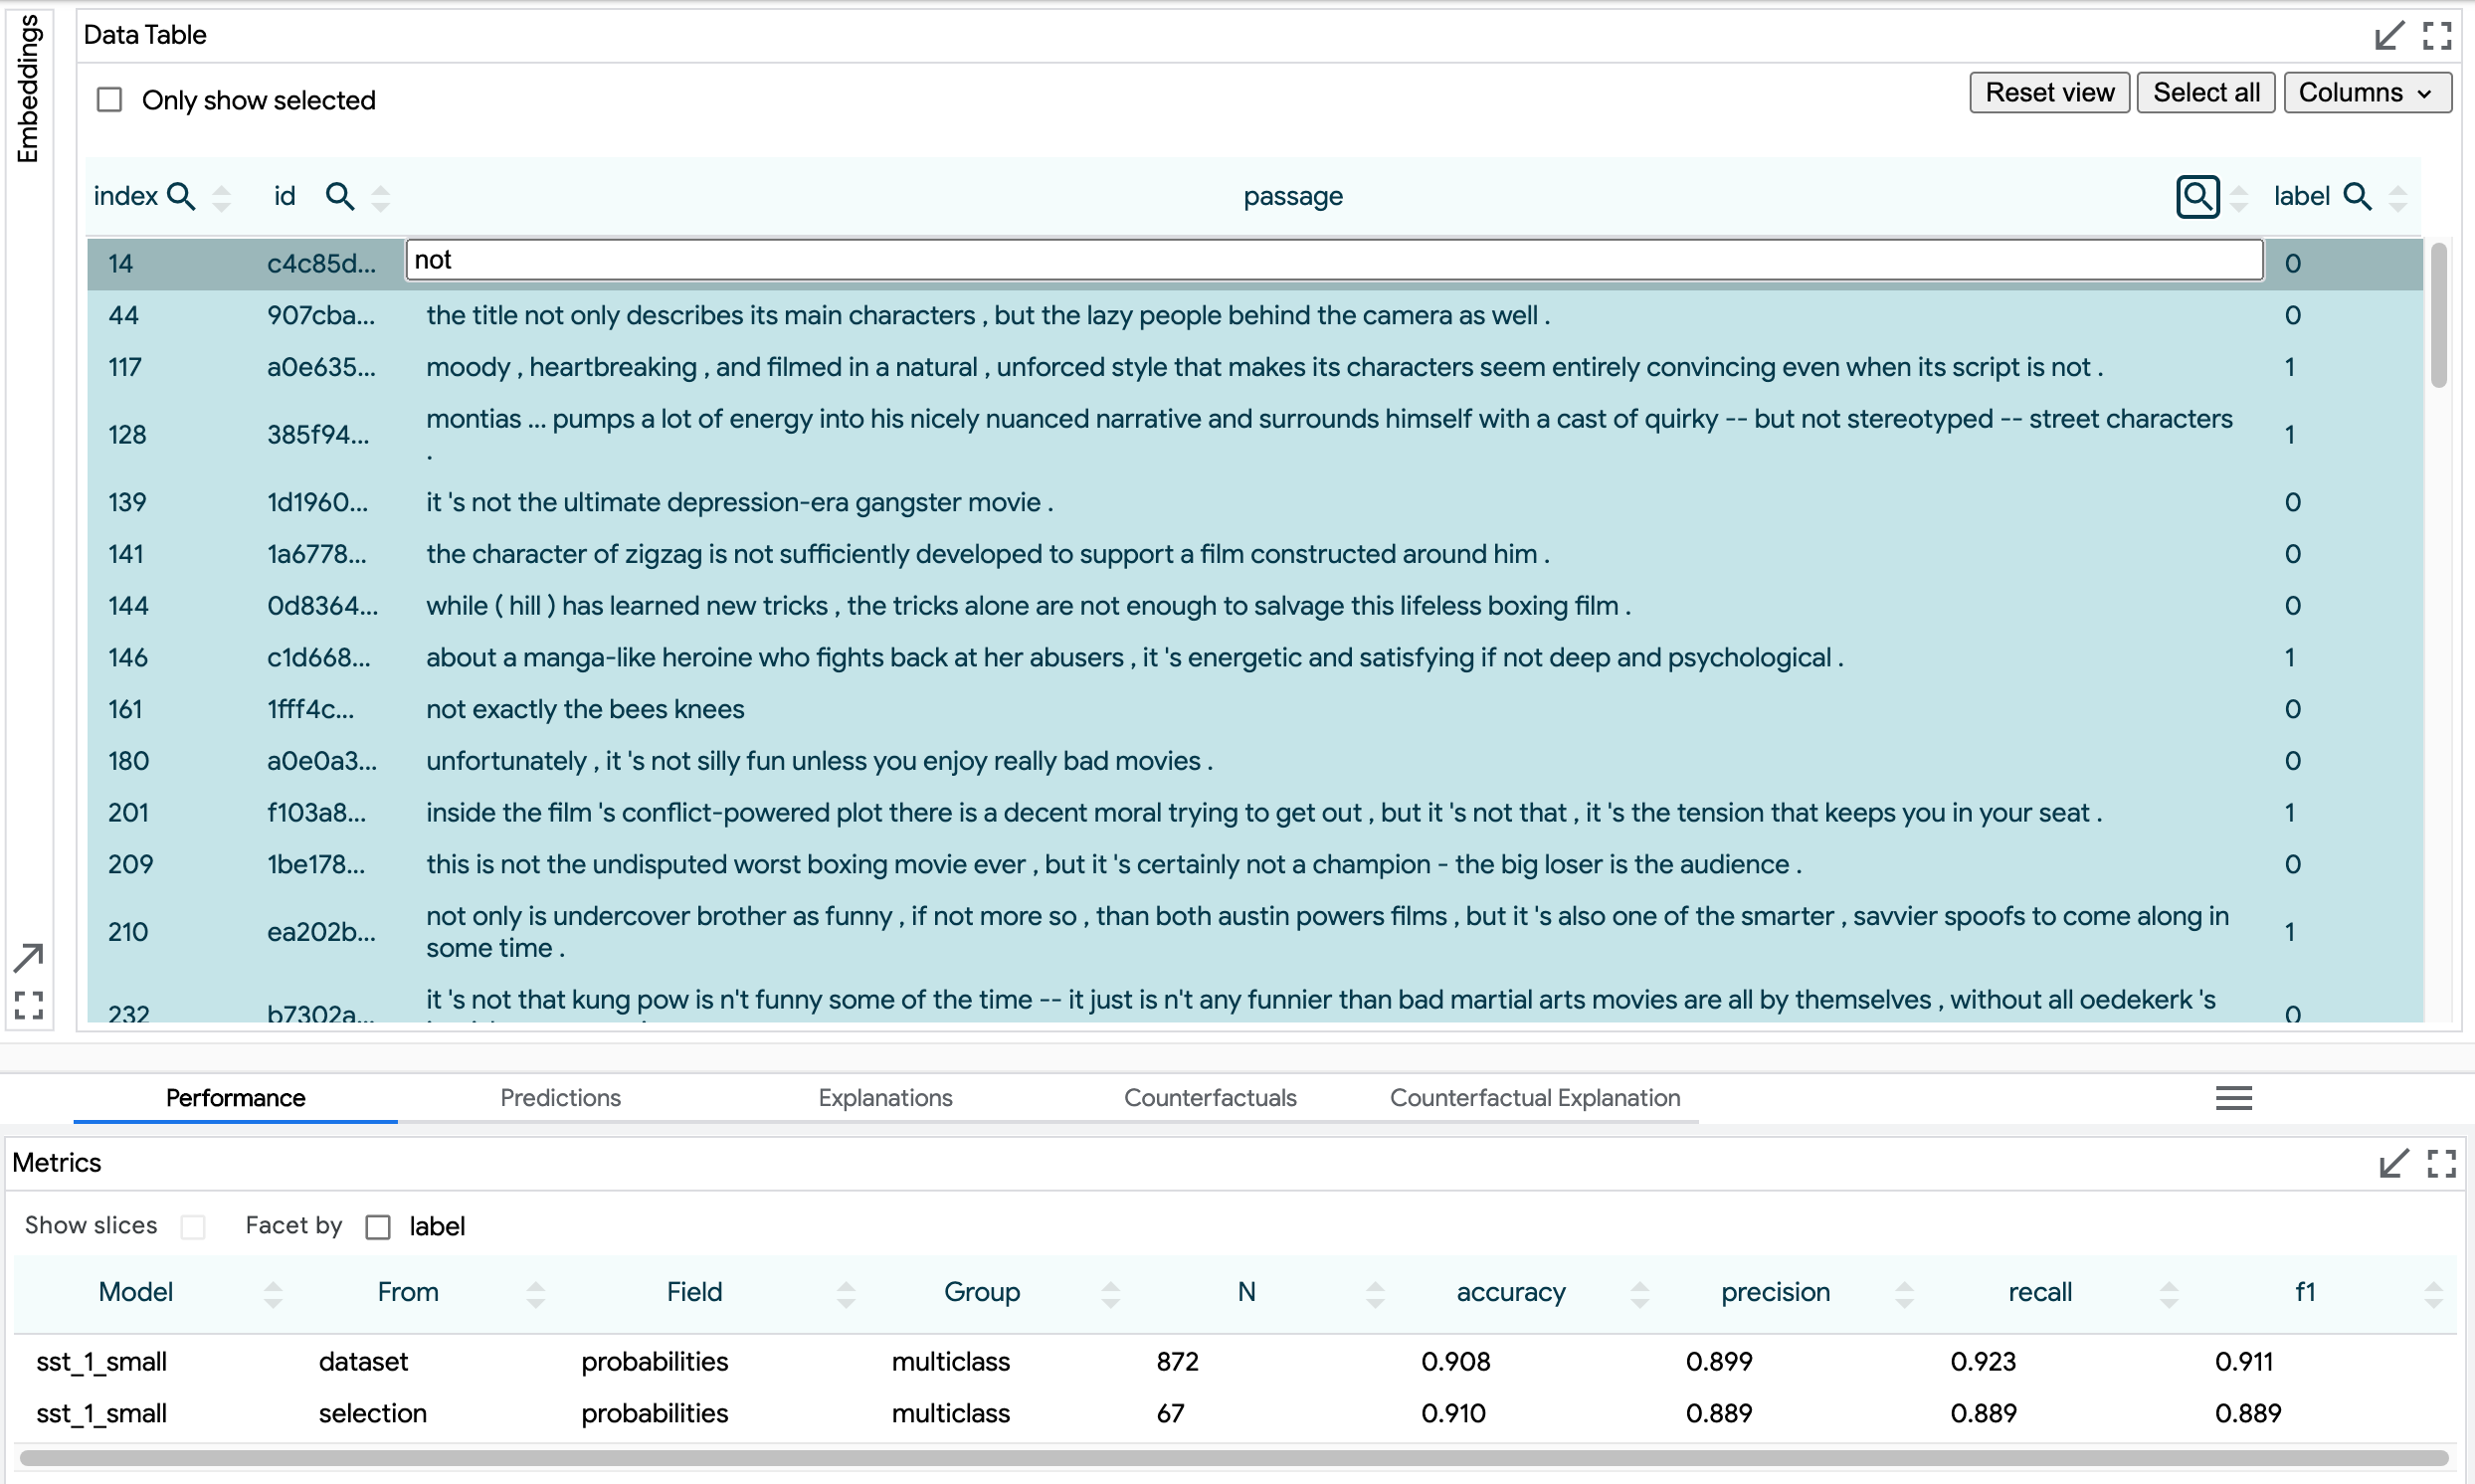 Embeddings
Data Table
Only show selected
Reset view Select all Columns
index id passage label
14 c4c85d... not 0
44 907cba... the title not only describes its main characters , but the lazy people behind the camera as well . 0
117 a0e635... moody , heartbreaking , and filmed in a natural , unforced style that makes its characters seem entirely convincing even when its script is not . 1
128 385f94... montias ... pumps a lot of energy into his nicely nuanced narrative and surrounds himself with a cast of quirky -- but not stereotyped -- street characters 1
.
139 1d1960... it 's not the ultimate depression-era gangster movie . 0
141 1a6778... the character of zigzag is not sufficiently developed to support a film constructed around him . 0
144 0d8364... while ( hill ) has learned new tricks , the tricks alone are not enough to salvage this lifeless boxing film . 0
146 c1d668... about a manga-like heroine who fights back at her abusers , it 's energetic and satisfying if not deep and psychological . 1
161 1fff4c... not exactly the bees knees 0
180 a0e0a3... unfortunately , it 's not silly fun unless you enjoy really bad movies . 0
201 f103a8... inside the film 's conflict-powered plot there is a decent moral trying to get out , but it 's not that , it 's the tension that keeps you in your seat . 1
209 1be178... this is not the undisputed worst boxing movie ever , but it 's certainly not a champion - the big loser is the audience . 0
210 ea202b... not only is undercover brother as funny , if not more so , than both austin powers films , but it 's also one of the smarter , savvier spoofs to come along in 1
some time .
232 b7302a... it 's not that kung pow is n't funny some of the time -- it just is n't any funnier than bad martial arts movies are all by themselves , without all oedekerk 's 0
Performance Predictions Explanations Counterfactuals Counterfactual Explanation
Metrics
Show slices Facet by label
Model From Field Group N accuracy precision recall f1
sst_1_small dataset probabilities multiclass 872 0.908 0.899 0.923 0.911
sst_1_small selection probabilities multiclass 67 0.910 0.889 0.889 0.889